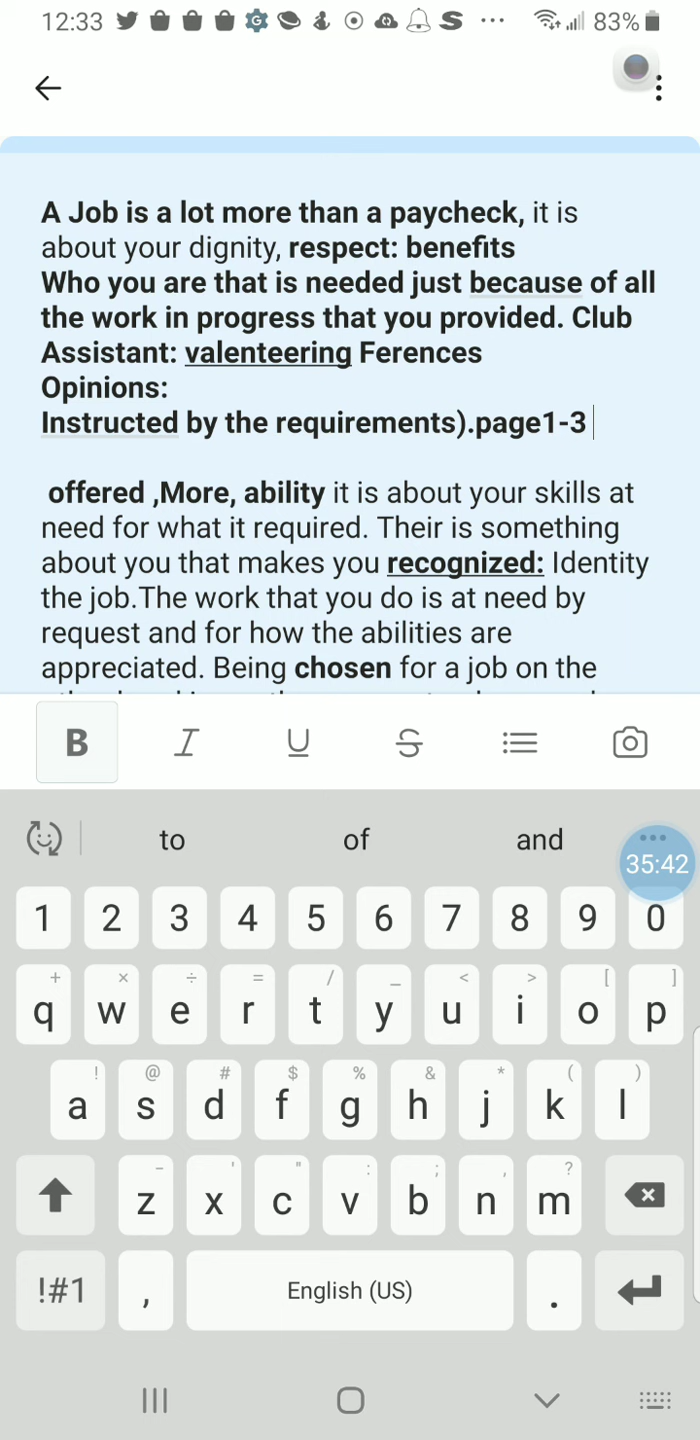 12:33 83%
A Job is a lot more than a paycheck, it is
about your dignity, respect: benefits
Who you are that is needed just because of all
the work in progress that you provided. Club
Assistant: valenteering Ferences
Opinions:
Instructed by the requirements).page1-3
offered ,More, ability it is about your skills at
need for what it required. Their is something
about you that makes you recognized: Identity
the job.The work that you do is at need by
request and for how the abilities are
appreciated. Being chosen for a job on the
B I U S
to of and
35:42
1 2 3 4 5 6 7 8 9 0
+ × ÷ = / _ < > [ ]
q w e r t y u i o p
! @ # $ % & * ( )
a s d f g h j k l
- ' " : ; , ?
z x c v b n m
!#1 , English (US) .